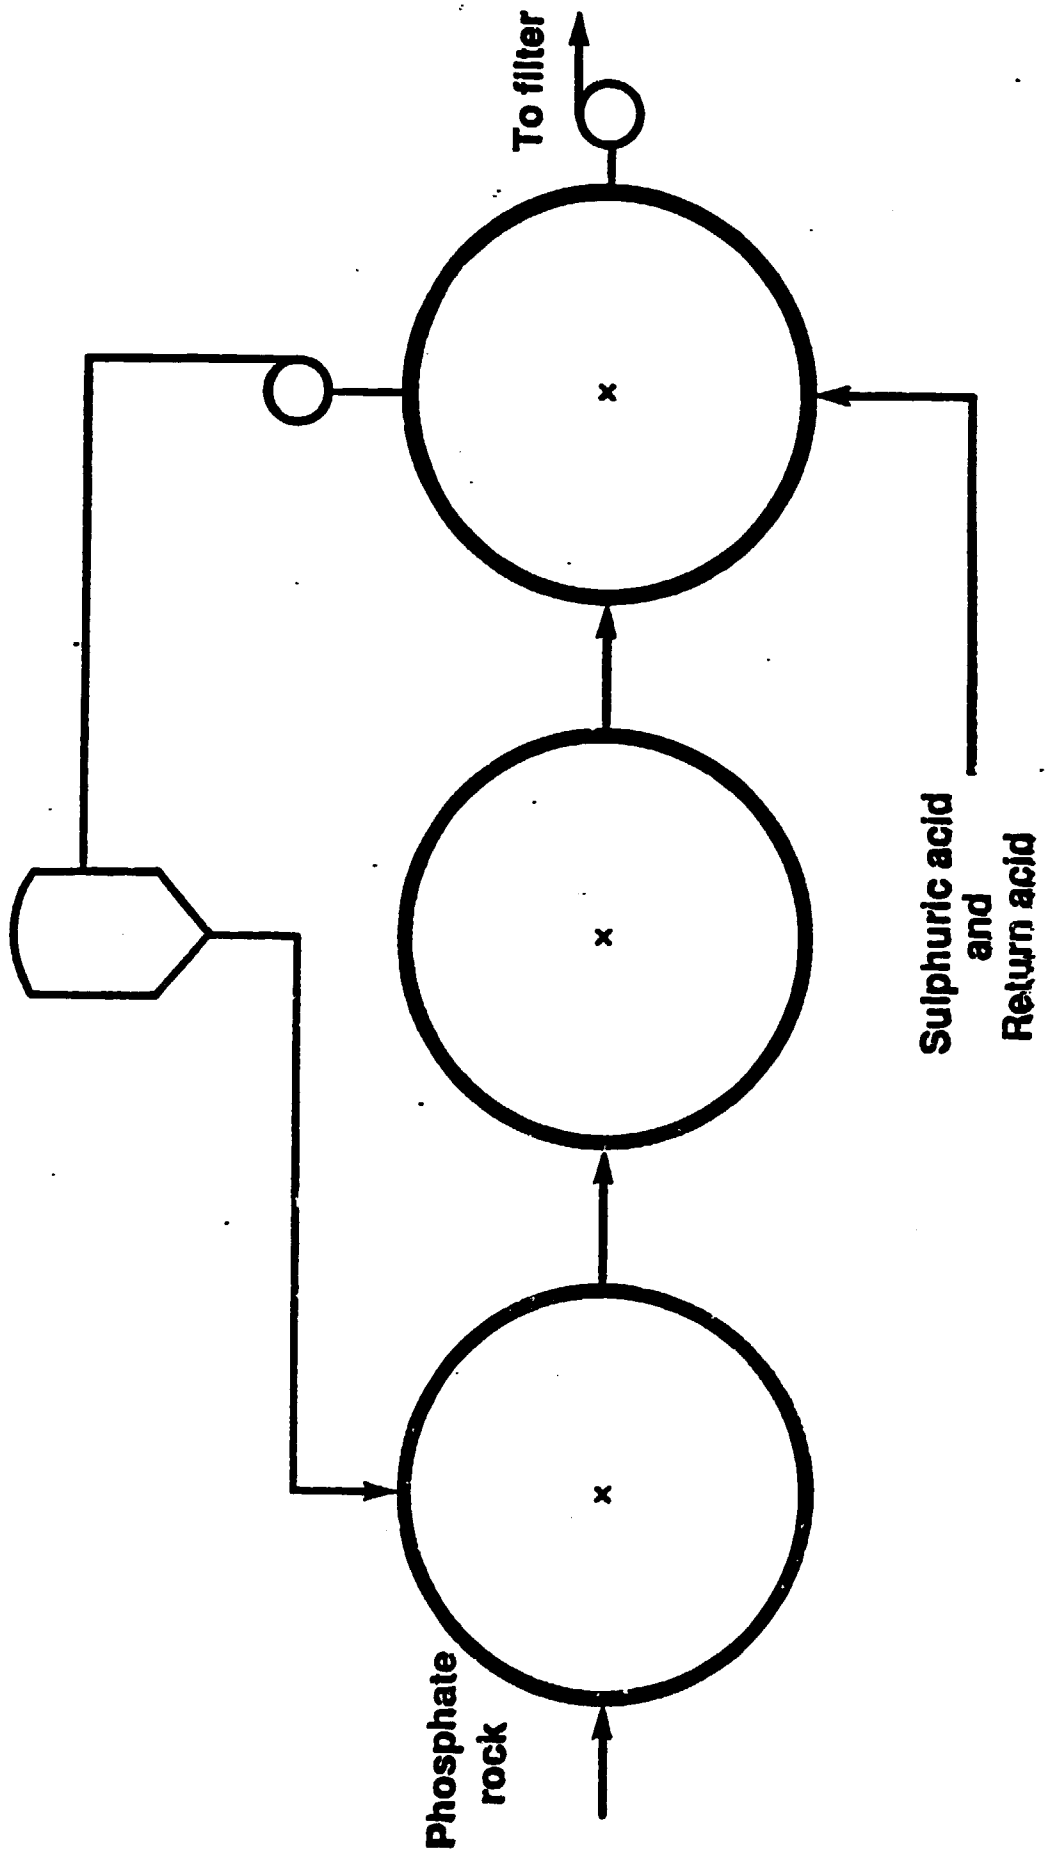 Phosphate
rock
Sulphuric acid
and
Return acid
To filter